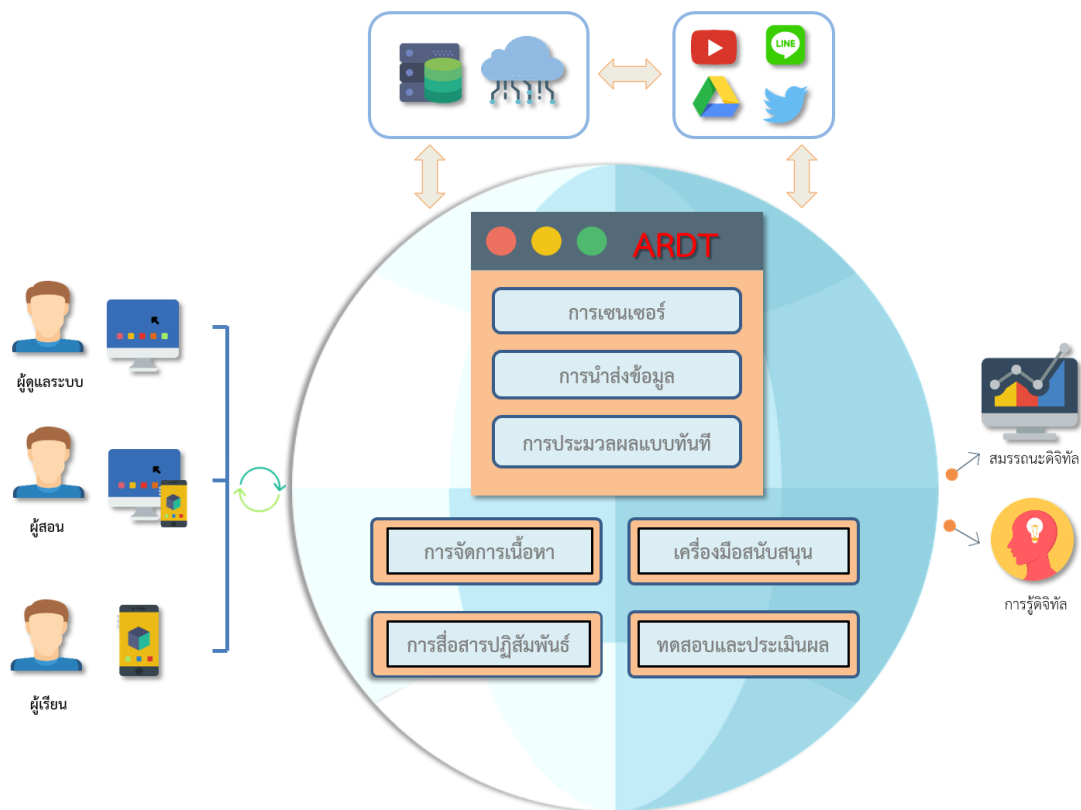 LINE
ARDT
การเซนเซอร์
การนำส่งข้อมูล
การประมวลผลแบบทันที
ผู้ดูแลระบบ
ผู้สอน
ผู้เรียน
การจัดการเนื้อหา
เครื่องมือสนับสนุน
การสื่อสารปฏิสัมพันธ์
ทดสอบและประเมินผล
สมรรถนะดิจิทัล
การรู้ดิจิทัล